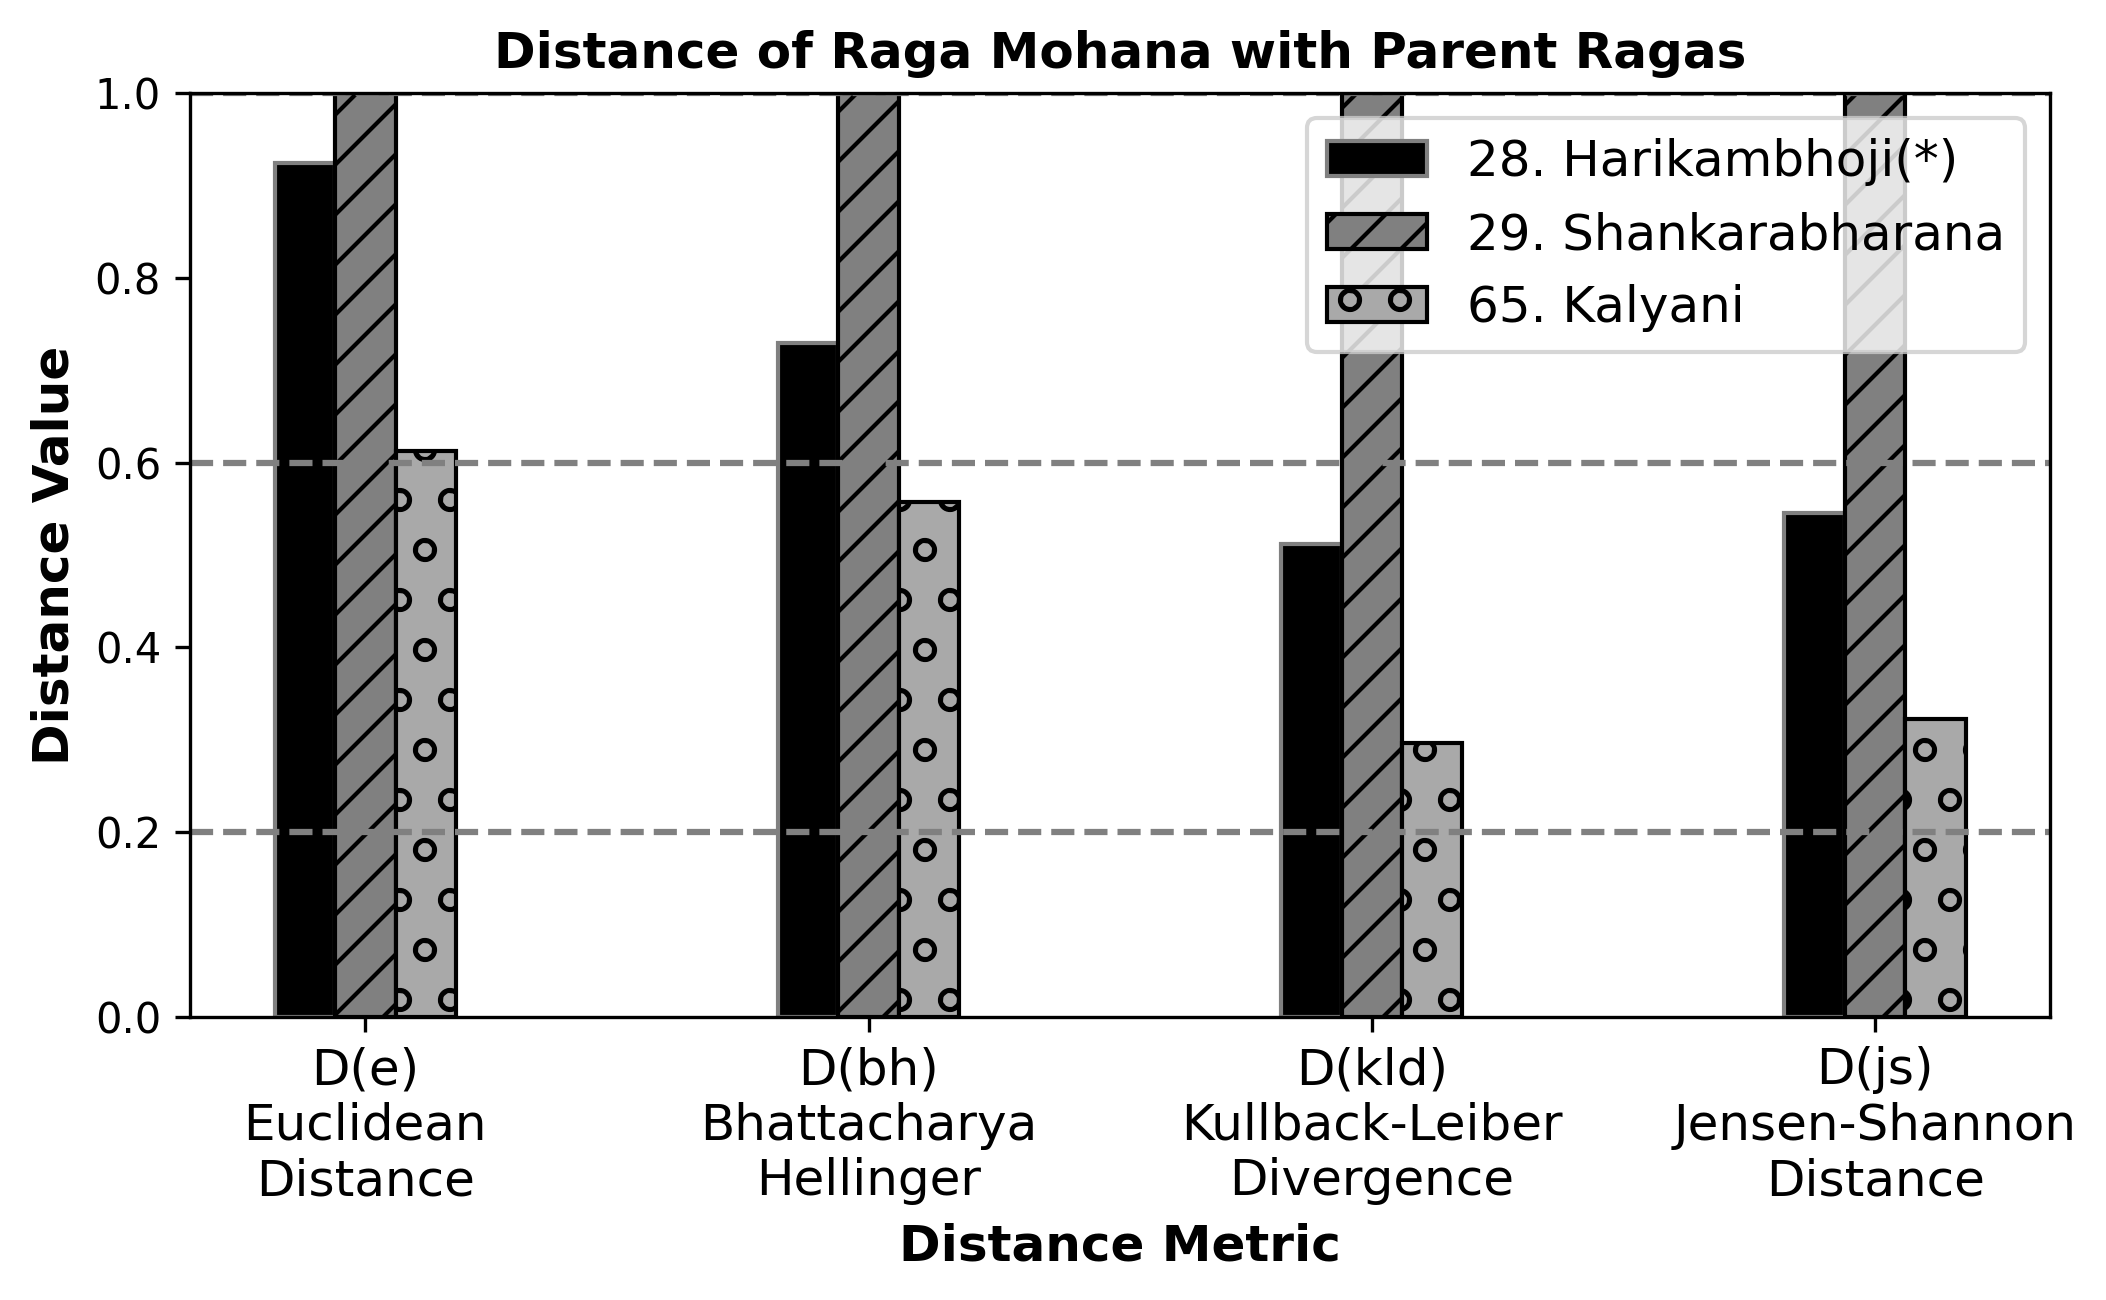 Distance of Raga Mohana with Parent Ragas
1.0
0.8
0.6
0.4
0.2
0.0
Distance Value
28. Harikambhoji(*)
29. Shankarabharana
65. Kalyani
D(e)
Euclidean
Distance
D(bh)
Bhattacharya
Hellinger
D(kld)
Kullback-Leiber
Divergence
D(js)
Jensen-Shannon
Distance
Distance Metric